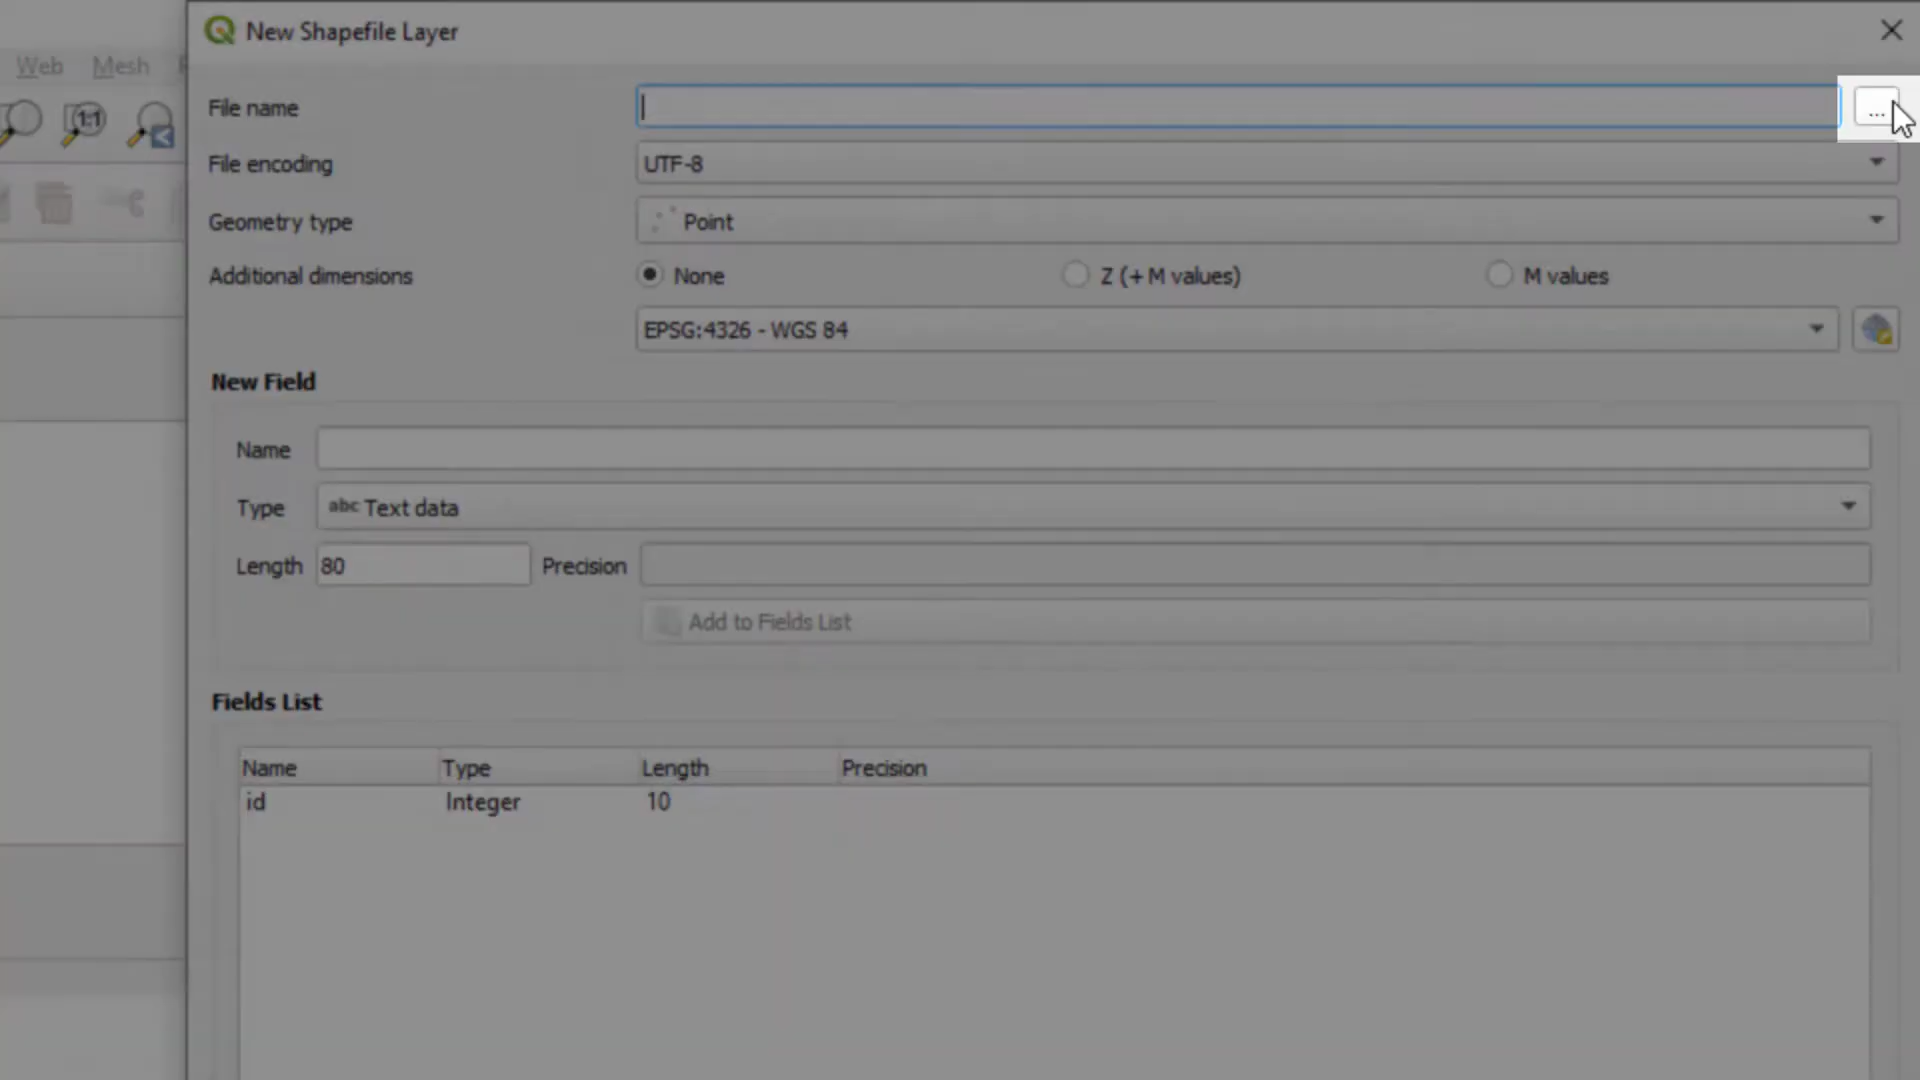 New Shapefile Layer
Web Mesh
File name
...
1:1
File encoding UTF-8
Geometry type Point
Additional dimensions None Z (+ M values) M values
EPSG:4326 - WGS 84
New Field
Name
Type abc Text data
Length 80 Precision
Add to Fields List
Fields List
Name Type Length Precision
id Integer 10